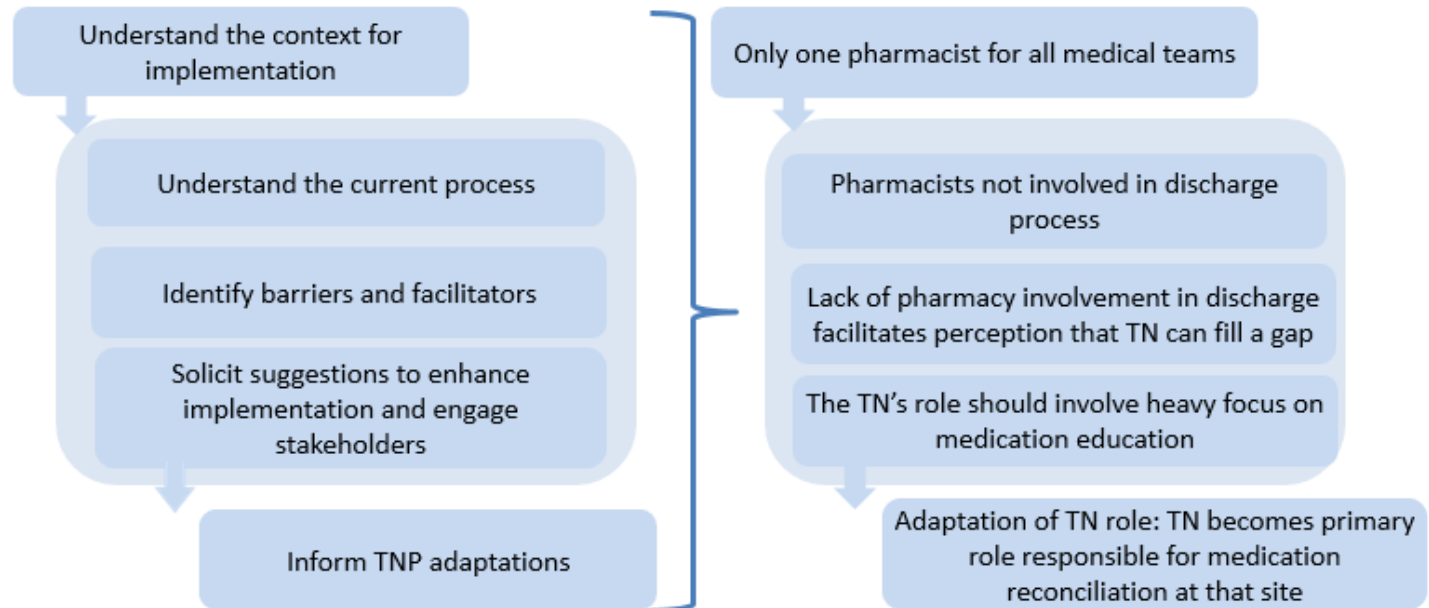 Understand the context for
implementation
Understand the current process
Identify barriers and facilitators
Solicit suggestions to enhance
implementation and engage
stakeholders
Inform TNP adaptations
Only one pharmacist for all medical teams
Pharmacists not involved in discharge
process
Lack of pharmacy involvement in discharge
facilitates perception that TN can fill a gap
The TN’s role should involve heavy focus on
medication education
Adaptation of TN role: TN becomes primary
role responsible for medication
reconciliation at that site